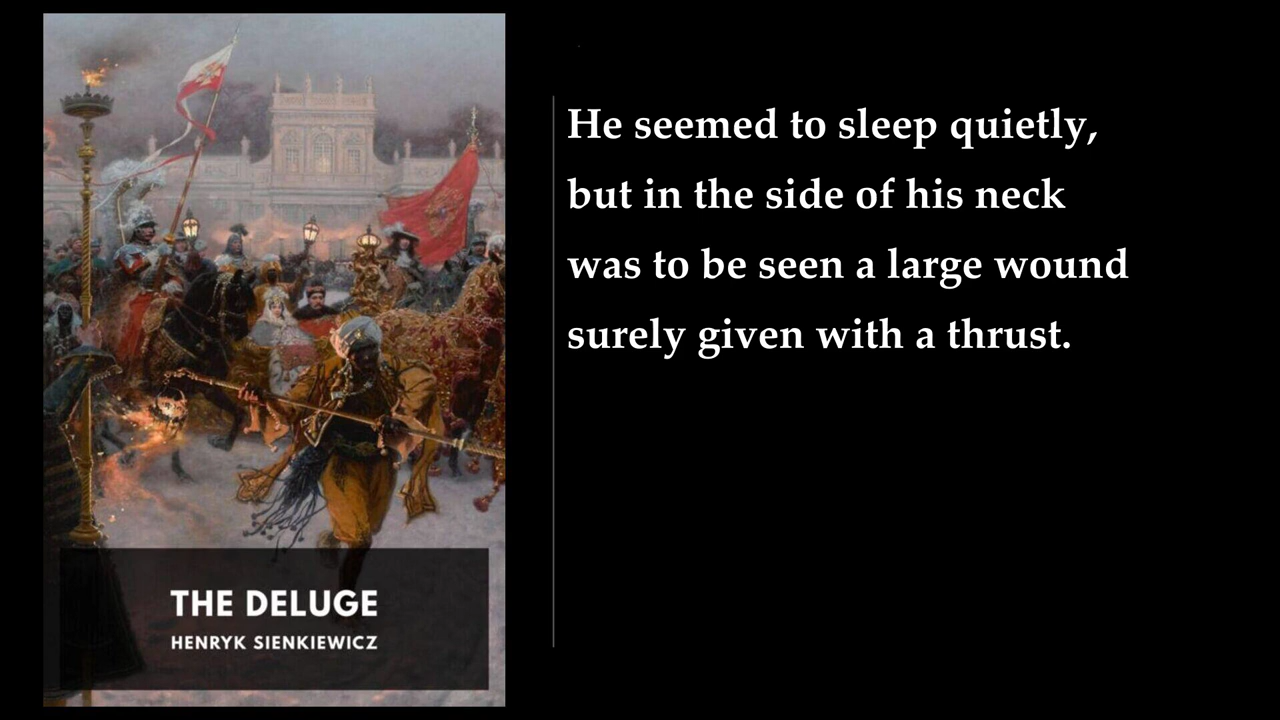 He seemed to sleep quietly,
but in the side of his neck
was to be seen a large wound
surely given with a thrust.
THE DELUGE
HENRYK SIENKIEWICZ